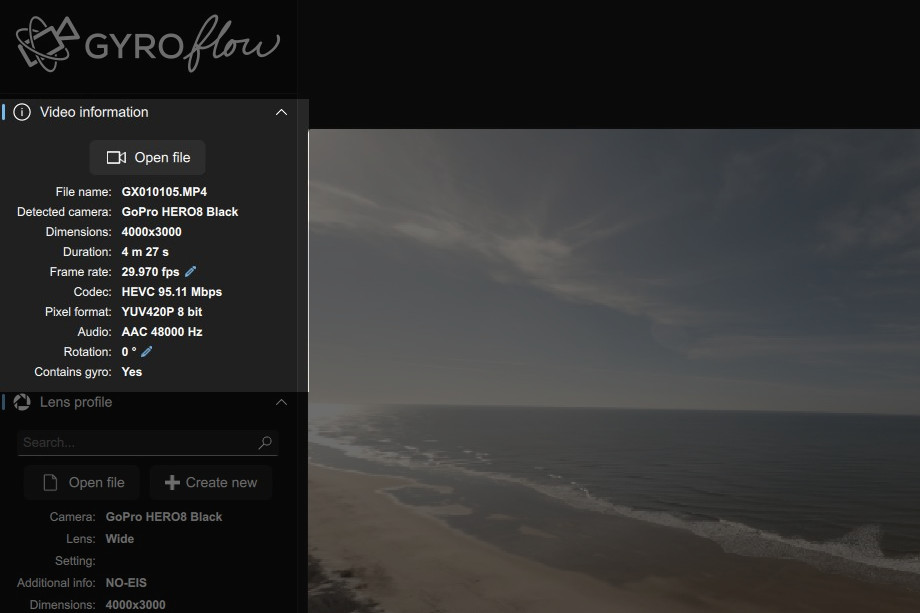 GYROflow
Video information
Open file
File name: GX010105.MP4
Detected camera: GoPro HERO8 Black
Dimensions: 4000x3000
Duration: 4 m 27 s
Frame rate: 29.970 fps
Codec: HEVC 95.11 Mbps
Pixel format: YUV420P 8 bit
Audio: AAC 48000 Hz
Rotation: 0 °
Contains gyro: Yes
Lens profile
Search...
Open file Create new
Camera: GoPro HERO8 Black
Lens: Wide
Setting:
Additional info: NO-EIS
Dimensions: 4000x3000